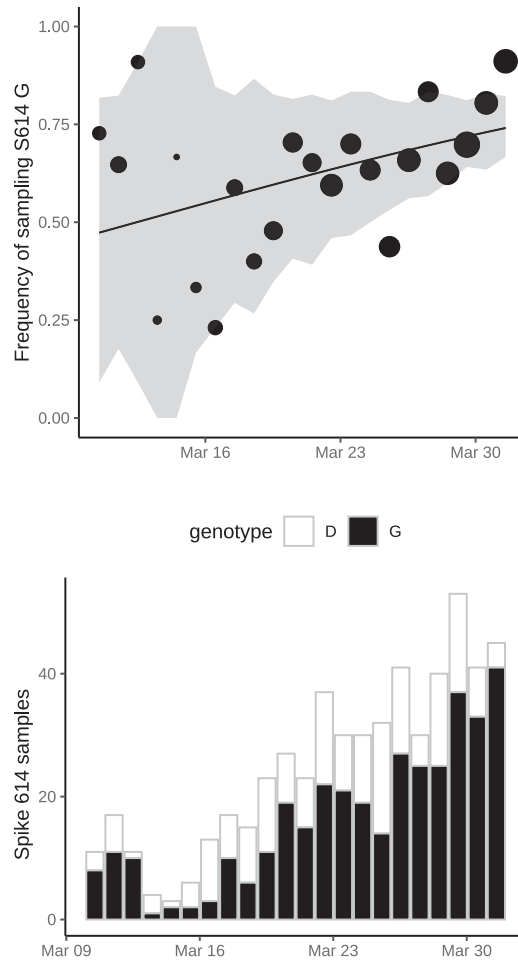 1.00
0.75
0.50
0.25
0.00
Frequency of sampling S614 G
Mar 16 Mar 23 Mar 30
genotype D G
40
20
0
Spike 614 samples
Mar 09 Mar 16 Mar 23 Mar 30